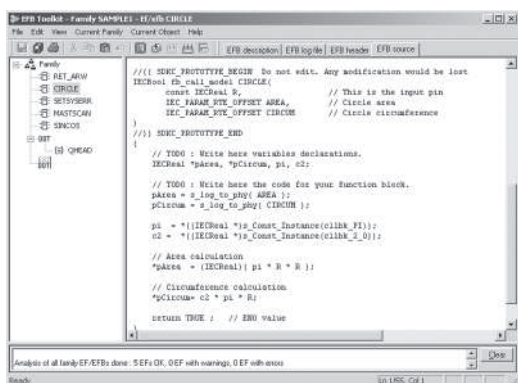 EFB Toolkit - Family SAMPLE1 - Ef/efb CIRCLE
File Edit View Current Family Current Object Help
EFB description EFB log file EFB header EFB source
Family
RET_ARW
CIRCLE
SETSYSERR
MASTSCAN
SINCOS
DDT
QHEAD
DDT
//{{ SDKC_PROTOTYPE_BEGIN Do not edit. Any modification would be lost
IECBool fb_call_model CIRCLE(
const IECReal R, // This is the input pin
IEC_PARAM_RTE_OFFSET AREA, // Circle area
IEC_PARAM_RTE_OFFSET CIRCUM // Circle circumference
)
//}} SDKC_PROTOTYPE_END
{
// TODO : Write here variables declarations.
IECReal *pArea, *pCircum, pi, c2;
// TODO : Write here the code for your function block.
pArea = s_log_to_phy( AREA );
pCircum = s_log_to_phy( CIRCUM );
pi = *((IECReal *)s_Const_Instance(cllbk_PI));
c2 = *((IECReal *)s_Const_Instance(cllbk_2_0));
// Area calculation
*pArea = (IECReal)( pi * R * R );
// Circumference calculation
*pCircum= c2 * pi * R;
return TRUE ; // ENO value
Analysis of all family EF/EFBs done : 5 EFs OK, 0 EF with warnings, 0 EF with errors
Clear
Ready
Ln 1/55, Col 1